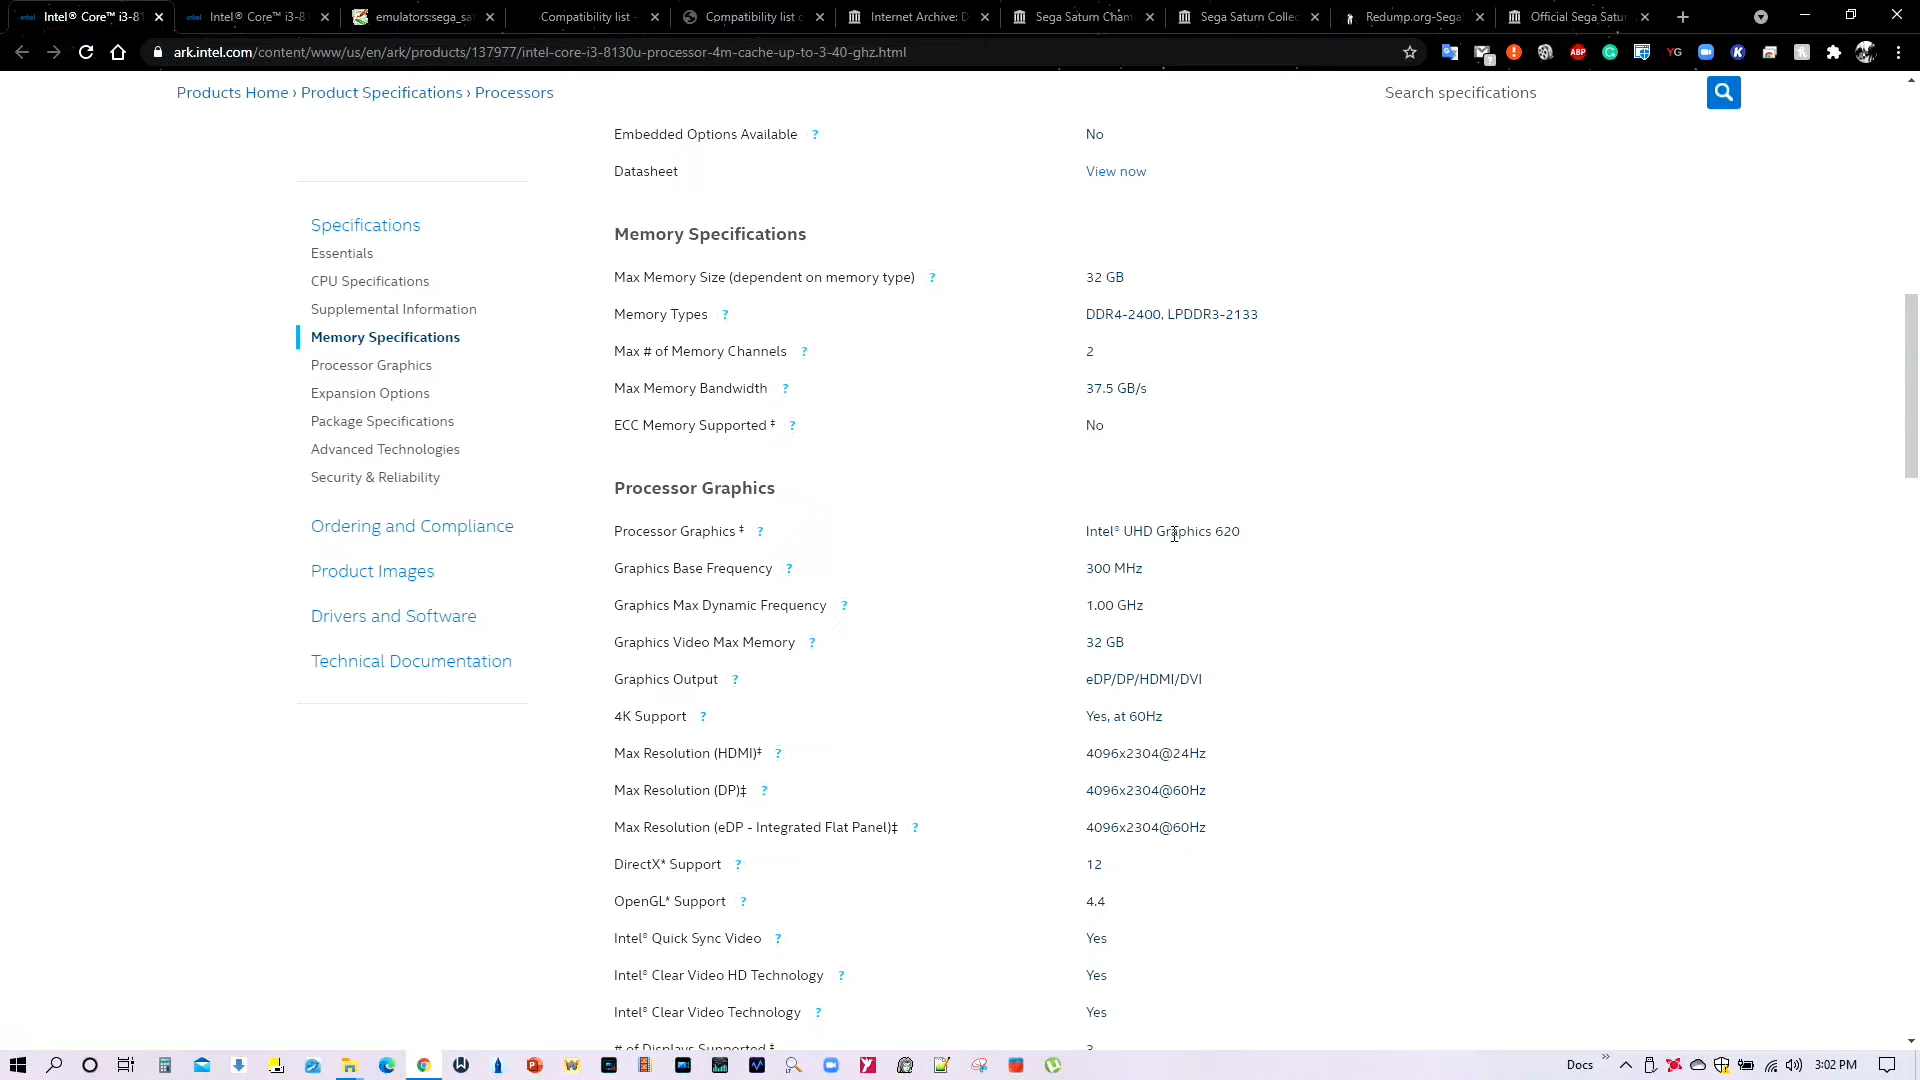 Intel® Core™ i3-81
Intel® Core™ i3-8
emulators:sega_sat
Compatibility list -
Compatibility list o
Internet Archive: D
Sega Saturn Cham
Sega Saturn Collec
Redump.org-Sega
Official Sega Satur
ark.intel.com/content/www/us/en/ark/products/137977/intel-core-i3-8130u-processor-4m-cache-up-to-3-40-ghz.html
Products Home › Product Specifications › Processors
Search specifications
Embedded Options Available ? No
Datasheet View now
Specifications
Essentials
CPU Specifications
Supplemental Information
Memory Specifications
Processor Graphics
Expansion Options
Package Specifications
Advanced Technologies
Security & Reliability
Ordering and Compliance
Product Images
Drivers and Software
Technical Documentation
Memory Specifications
Max Memory Size (dependent on memory type) ? 32 GB
Memory Types ? DDR4-2400, LPDDR3-2133
Max # of Memory Channels ? 2
Max Memory Bandwidth ? 37.5 GB/s
ECC Memory Supported ‡ ? No
Processor Graphics
Processor Graphics ‡ ? Intel® UHD Graphics 620
Graphics Base Frequency ? 300 MHz
Graphics Max Dynamic Frequency ? 1.00 GHz
Graphics Video Max Memory ? 32 GB
Graphics Output ? eDP/DP/HDMI/DVI
4K Support ? Yes, at 60Hz
Max Resolution (HDMI)‡ ? 4096x2304@24Hz
Max Resolution (DP)‡ ? 4096x2304@60Hz
Max Resolution (eDP - Integrated Flat Panel)‡ ? 4096x2304@60Hz
DirectX* Support ? 12
OpenGL* Support ? 4.4
Intel® Quick Sync Video ? Yes
Intel® Clear Video HD Technology ? Yes
Intel® Clear Video Technology ? Yes
# of Displays Supported ‡ 3
Docs
3:02 PM